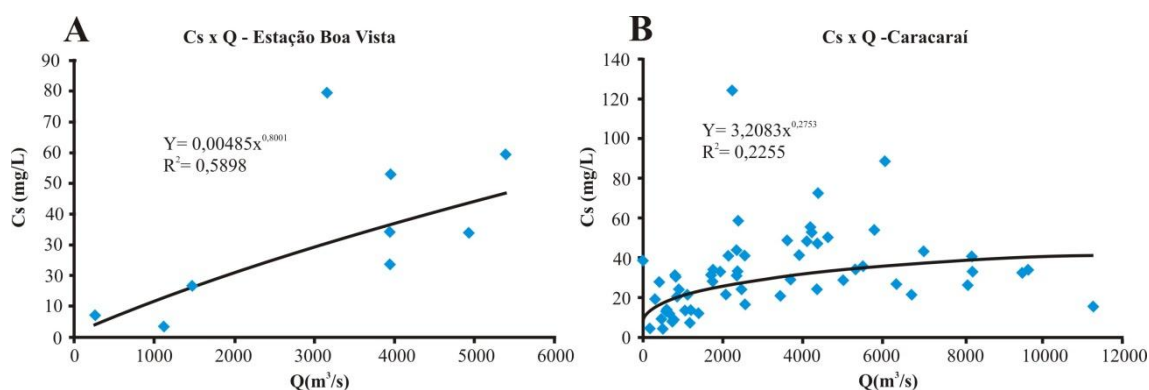 A
Cs x Q - Estação Boa Vista
90
80
70
60
50
40
30
20
10
0
Cs (mg/L)
Y= 0,00485x^0,8001
R²= 0,5898
0 1000 2000 3000 4000 5000 6000
Q(m³/s)
B
Cs x Q -Caracaraí
140
120
100
80
60
40
20
0
Cs (mg/L)
Y= 3,2083x^0,2753
R²= 0,2255
0 2000 4000 6000 8000 10000 12000
Q(m³/s)